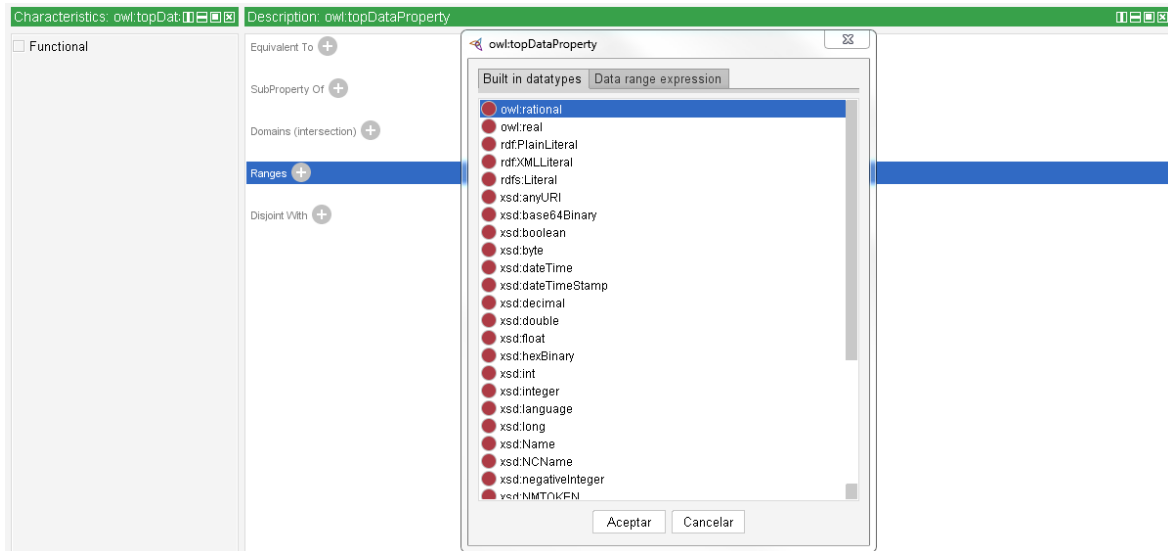 Characteristics: owl:topDat
Description: owl:topDataProperty
Functional
Equivalent To
SubProperty Of
Domains (intersection)
Ranges
Disjoint With
owl:topDataProperty
Built in datatypes
Data range expression
owl:rational
owl:real
rdf:PlainLiteral
rdf:XMLLiteral
rdfs:Literal
xsd:anyURI
xsd:base64Binary
xsd:boolean
xsd:byte
xsd:dateTime
xsd:dateTimeStamp
xsd:decimal
xsd:double
xsd:float
xsd:hexBinary
xsd:int
xsd:integer
xsd:language
xsd:long
xsd:Name
xsd:NCName
xsd:negativeInteger
xsd:NMTOKEN
Aceptar
Cancelar